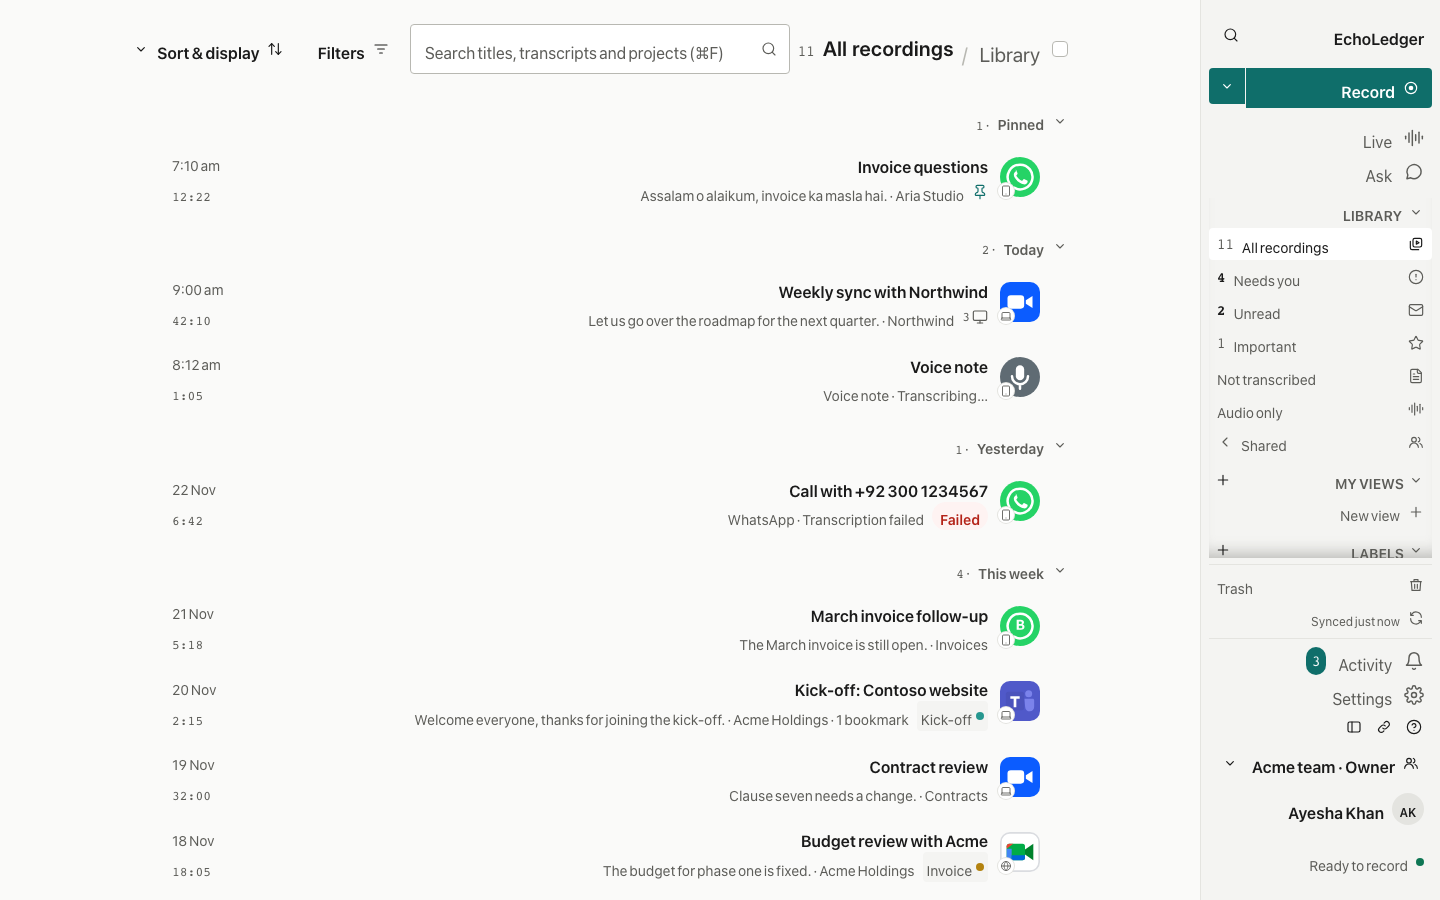 EchoLedger
Record
Live
Ask
LIBRARY
All recordings 11
Needs you 4
Unread 2
Important 1
Not transcribed
Audio only
Shared
MY VIEWS
New view
LABELS
Trash
Synced just now
Activity 3
Settings
Acme team · Owner
AK Ayesha Khan
Ready to record
Library / All recordings 11
Search titles, transcripts and projects (⌘F)
Filters
Sort & display
Pinned · 1
Invoice questions
7:10 am
Assalam o alaikum, invoice ka masla hai. · Aria Studio
12:22
Today · 2
Weekly sync with Northwind
9:00 am
3 Let us go over the roadmap for the next quarter. · Northwind
42:10
Voice note
8:12 am
Voice note · Transcribing…
1:05
Yesterday · 1
Call with +92 300 1234567
22 Nov
Failed WhatsApp · Transcription failed
6:42
This week · 4
B
March invoice follow-up
21 Nov
The March invoice is still open. · Invoices
5:18
T
Kick-off: Contoso website
20 Nov
Kick-off Welcome everyone, thanks for joining the kick-off. · Acme Holdings · 1 bookmark
2:15
Contract review
19 Nov
Clause seven needs a change. · Contracts
32:00
Budget review with Acme
18 Nov
Invoice The budget for phase one is fixed. · Acme Holdings
18:05